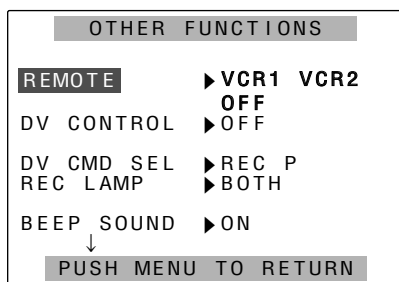 OTHER FUNCTIONS
REMOTE ▶VCR1 VCR2
OFF
DV CONTROL ▶OFF
DV CMD SEL ▶REC P
REC LAMP ▶BOTH
BEEP SOUND ▶ON
↓
PUSH MENU TO RETURN